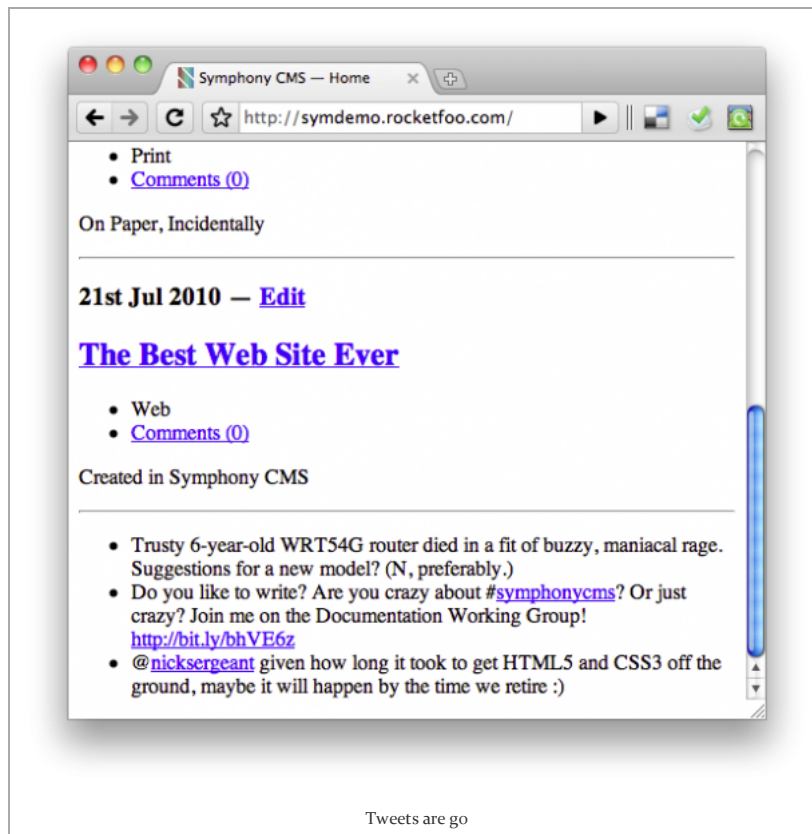 Symphony CMS — Home
http://symdemo.rocketfoo.com/
Print
Comments (0)
On Paper, Incidentally
21st Jul 2010 — Edit
The Best Web Site Ever
Web
Comments (0)
Created in Symphony CMS
Trusty 6-year-old WRT54G router died in a fit of buzzy, maniacal rage.
Suggestions for a new model? (N, preferably.)
Do you like to write? Are you crazy about #symphonycms? Or just
crazy? Join me on the Documentation Working Group!
http://bit.ly/bhVE6z
@nicksergeant given how long it took to get HTML5 and CSS3 off the
ground, maybe it will happen by the time we retire :)
Tweets are go